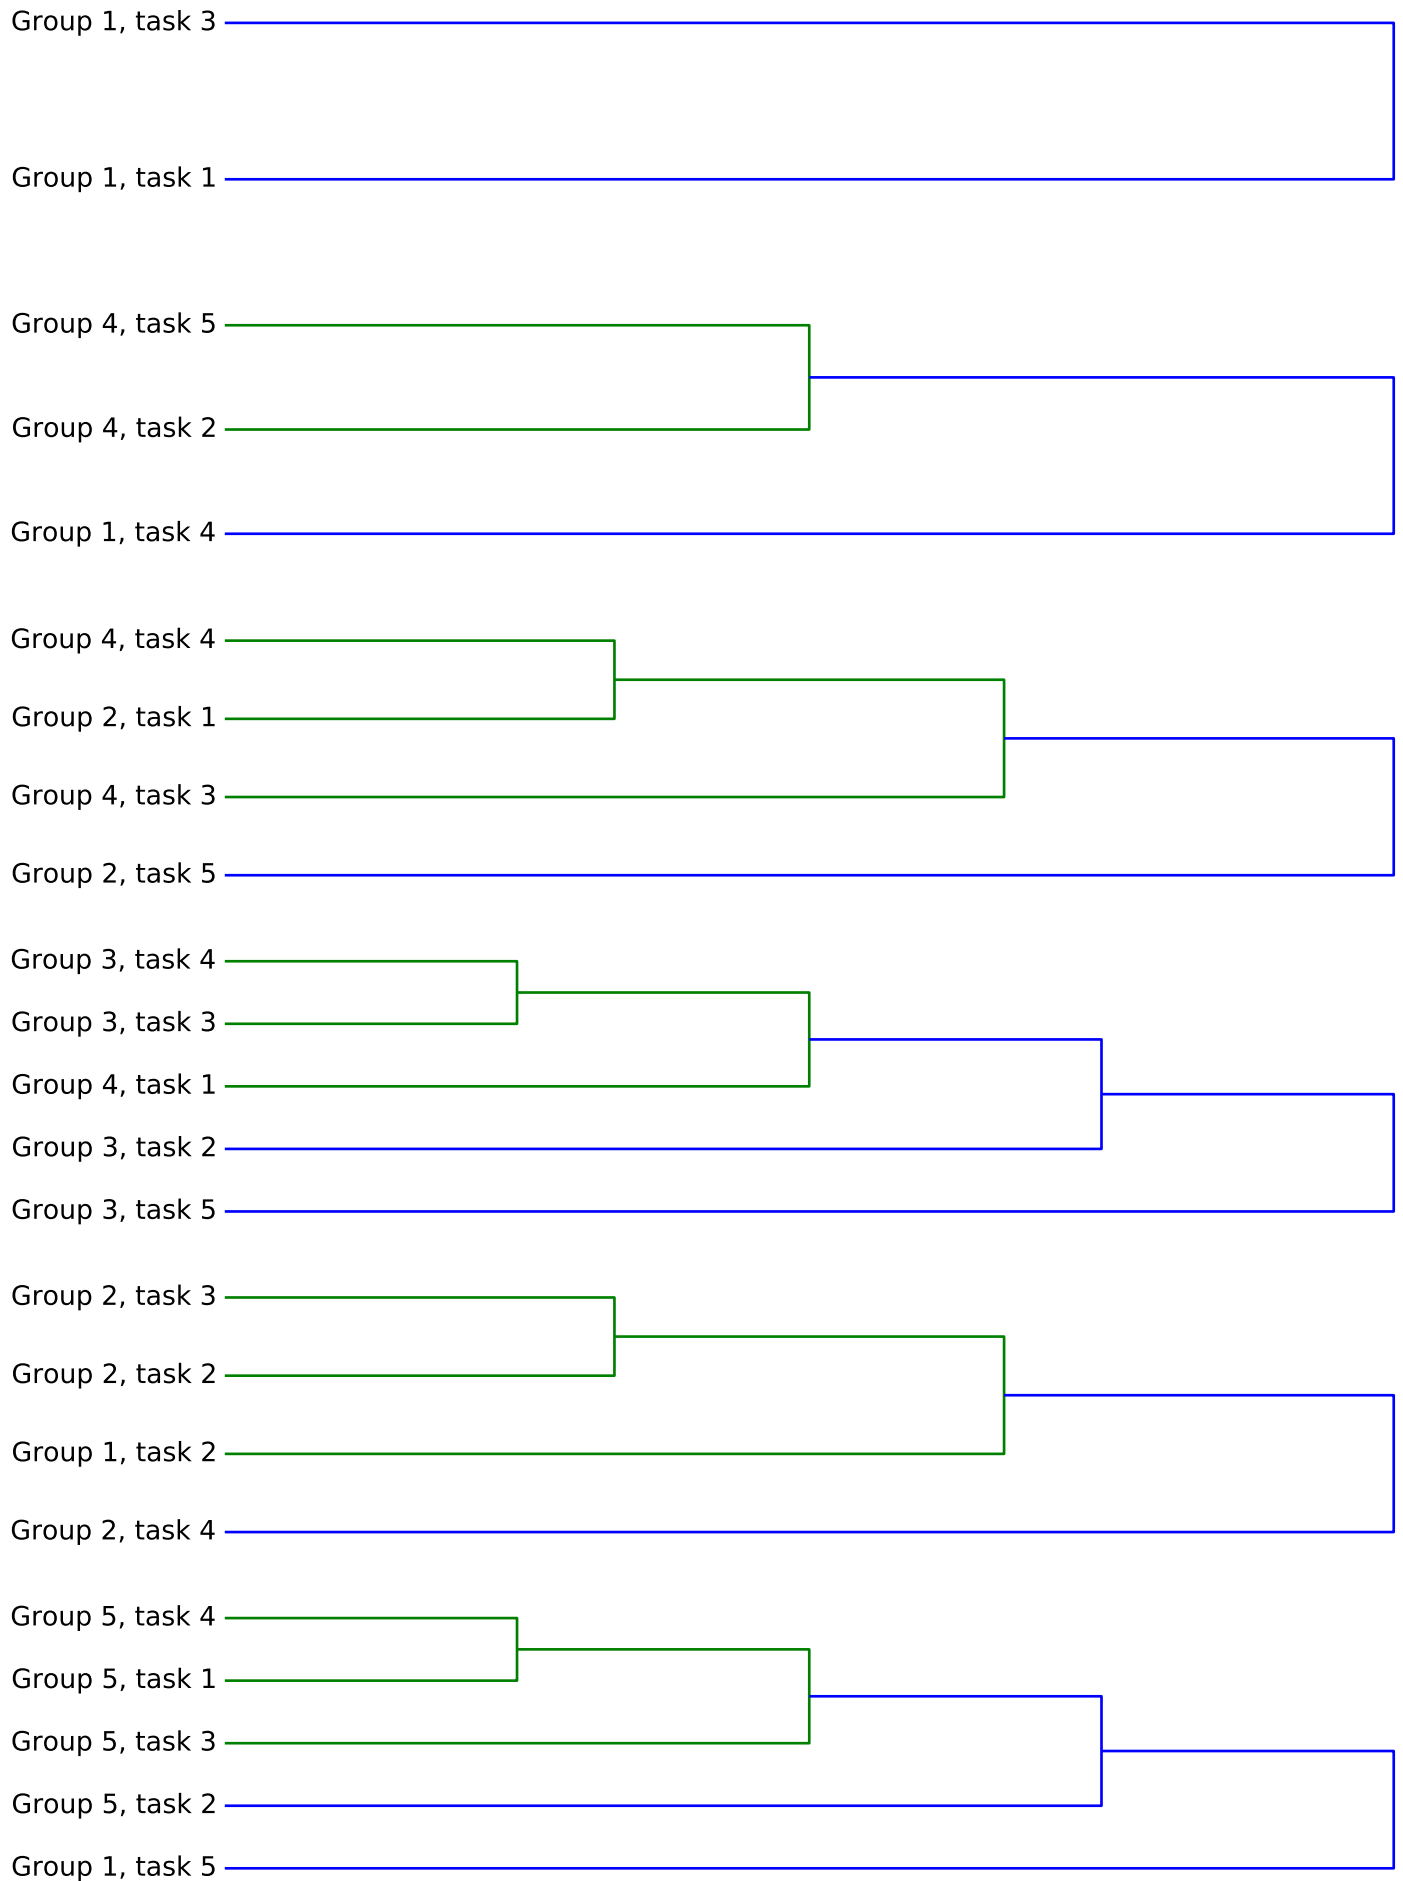 Group 1, task 3
Group 1, task 1
Group 4, task 5
Group 4, task 2
Group 1, task 4
Group 4, task 4
Group 2, task 1
Group 4, task 3
Group 2, task 5
Group 3, task 4
Group 3, task 3
Group 4, task 1
Group 3, task 2
Group 3, task 5
Group 2, task 3
Group 2, task 2
Group 1, task 2
Group 2, task 4
Group 5, task 4
Group 5, task 1
Group 5, task 3
Group 5, task 2
Group 1, task 5